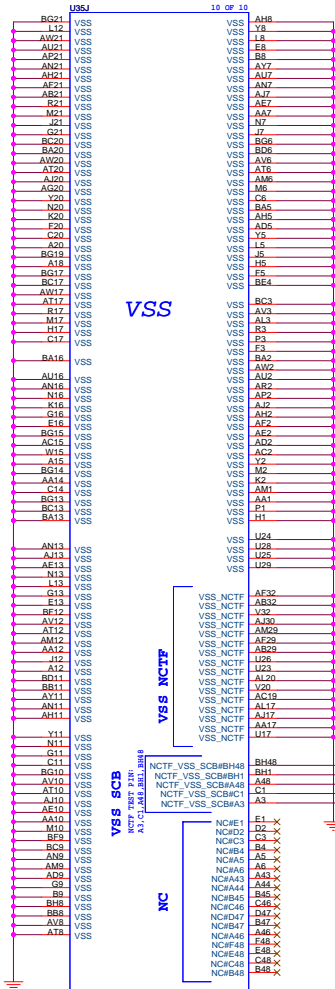 U35J 10 OF 10
BG21 VSS VSS AH8
L12 VSS VSS Y8
AW21 VSS VSS L8
AU21 VSS VSS E8
AP21 VSS VSS B8
AN21 VSS VSS AY7
AH21 VSS VSS AU7
AF21 VSS VSS AN7
AB21 VSS VSS AJ7
R21 VSS VSS AE7
M21 VSS VSS AA7
J21 VSS VSS N7
G21 VSS VSS J7
BC20 VSS VSS BG6
BA20 VSS VSS BD6
AW20 VSS VSS AV6
AT20 VSS VSS AT6
AJ20 VSS VSS AM6
AG20 VSS VSS M6
Y20 VSS VSS C6
N20 VSS VSS BA5
K20 VSS VSS AH5
F20 VSS VSS AD5
C20 VSS VSS Y5
A20 VSS VSS L5
BG19 VSS VSS J5
A18 VSS VSS H5
BG17 VSS VSS F5
BC17 VSS VSS BE4
AW17 VSS
AT17 VSS VSS BC3
R17 VSS VSS AV3
M17 VSS VSS AL3
H17 VSS VSS R3
C17 VSS VSS P3
VSS F3
BA16 VSS VSS BA2
VSS AW2
AU16 VSS VSS AU2
AN16 VSS VSS AR2
N16 VSS VSS AP2
K16 VSS VSS AJ2
G16 VSS VSS AH2
E16 VSS VSS AF2
BG15 VSS VSS AE2
AC15 VSS VSS AD2
W15 VSS VSS AC2
A15 VSS VSS Y2
BG14 VSS VSS M2
AA14 VSS VSS K2
C14 VSS VSS AM1
BG13 VSS VSS AA1
BC13 VSS VSS P1
BA13 VSS VSS H1
VSS
VSS U24
AN13 VSS VSS U28
AJ13 VSS VSS U25
AE13 VSS VSS U29
N13 VSS
L13 VSS
G13 VSS VSS_NCTF AF32
E13 VSS VSS_NCTF AB32
BF12 VSS VSS_NCTF V32
AV12 VSS VSS_NCTF AJ30
AT12 VSS VSS_NCTF AM29
AM12 VSS VSS_NCTF AF29
AA12 VSS VSS_NCTF AB29
J12 VSS VSS_NCTF U26
A12 VSS VSS_NCTF U23
BD11 VSS VSS_NCTF AL20
BB11 VSS VSS_NCTF V20
AY11 VSS VSS_NCTF AC19
AN11 VSS VSS_NCTF AL17
AH11 VSS VSS_NCTF AJ17
VSS_NCTF AA17
Y11 VSS VSS_NCTF U17
VSS NCTF
N11 VSS
G11 VSS
C11 VSS NCTF_VSS_SCB#BH48 BH48
BG10 VSS NCTF_VSS_SCB#BH1 BH1
AV10 VSS NCTF_VSS_SCB#A48 A48
AT10 VSS NCTF_VSS_SCB#C1 C1
AJ10 VSS NCTF_VSS_SCB#A3 A3
VSS SCB
NCTF TEST PIN:
A3,C1,A48,BH1,BH48
AE10 VSS
AA10 VSS NC#E1 E1
M10 VSS NC#D2 D2
BF9 VSS NC#C3 C3
BC9 VSS NC#B4 B4
AN9 VSS NC#A5 A5
AM9 VSS NC#A6 A6
AD9 VSS NC#A43 A43
G9 VSS NC#A44 A44
B9 VSS NC#B45 B45
BH8 VSS NC#C46 C46
BB8 VSS NC#D47 D47
AV8 VSS NC#B47 B47
AT8 VSS NC#A46 A46
NC#F48 F48
NC#E48 E48
NC#C48 C48
NC#B48 B48
NC